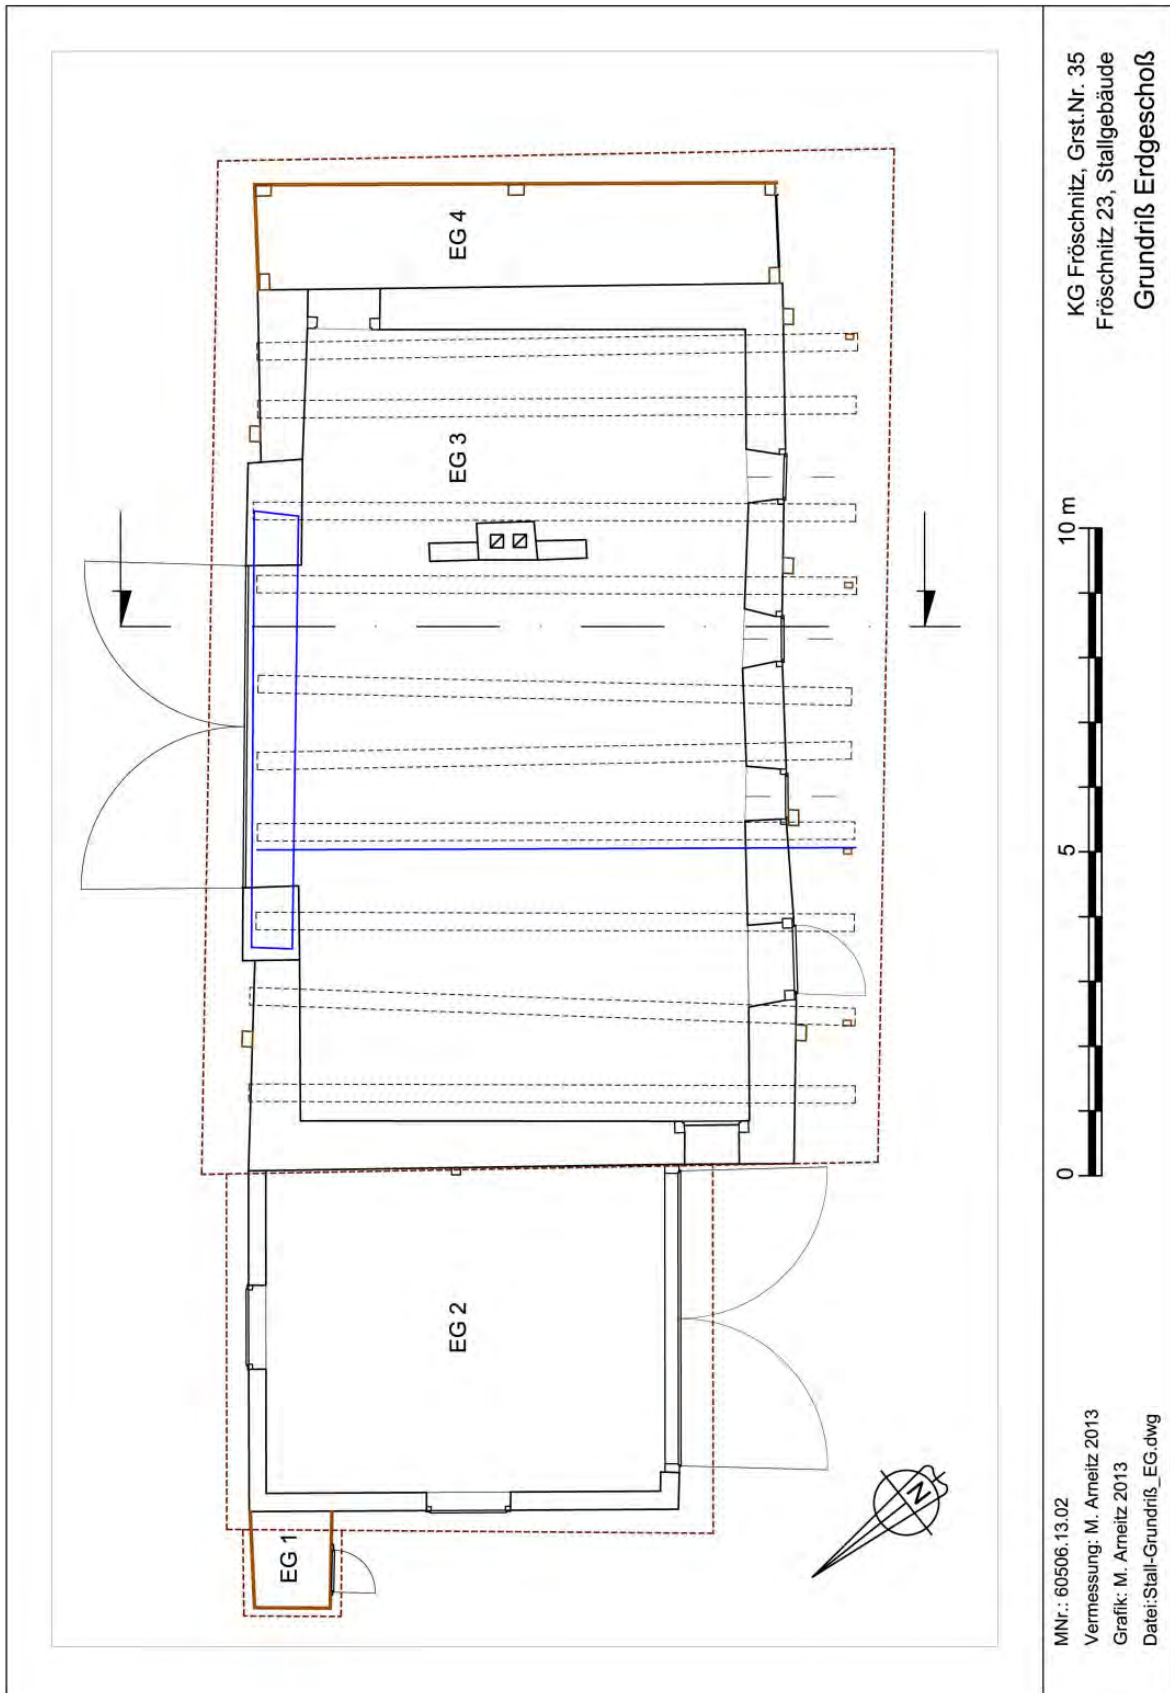 EG 1
EG 2
EG 3
EG 4
N
MNr.: 60506.13.02
Vermessung: M. Arneitz 2013
Grafik: M. Arneitz 2013
Datei:Stall-Grundriß_EG.dwg
0 5 10 m
KG Fröschnitz, Grst.Nr. 35
Fröschnitz 23, Stallgebäude
Grundriß Erdgeschoß